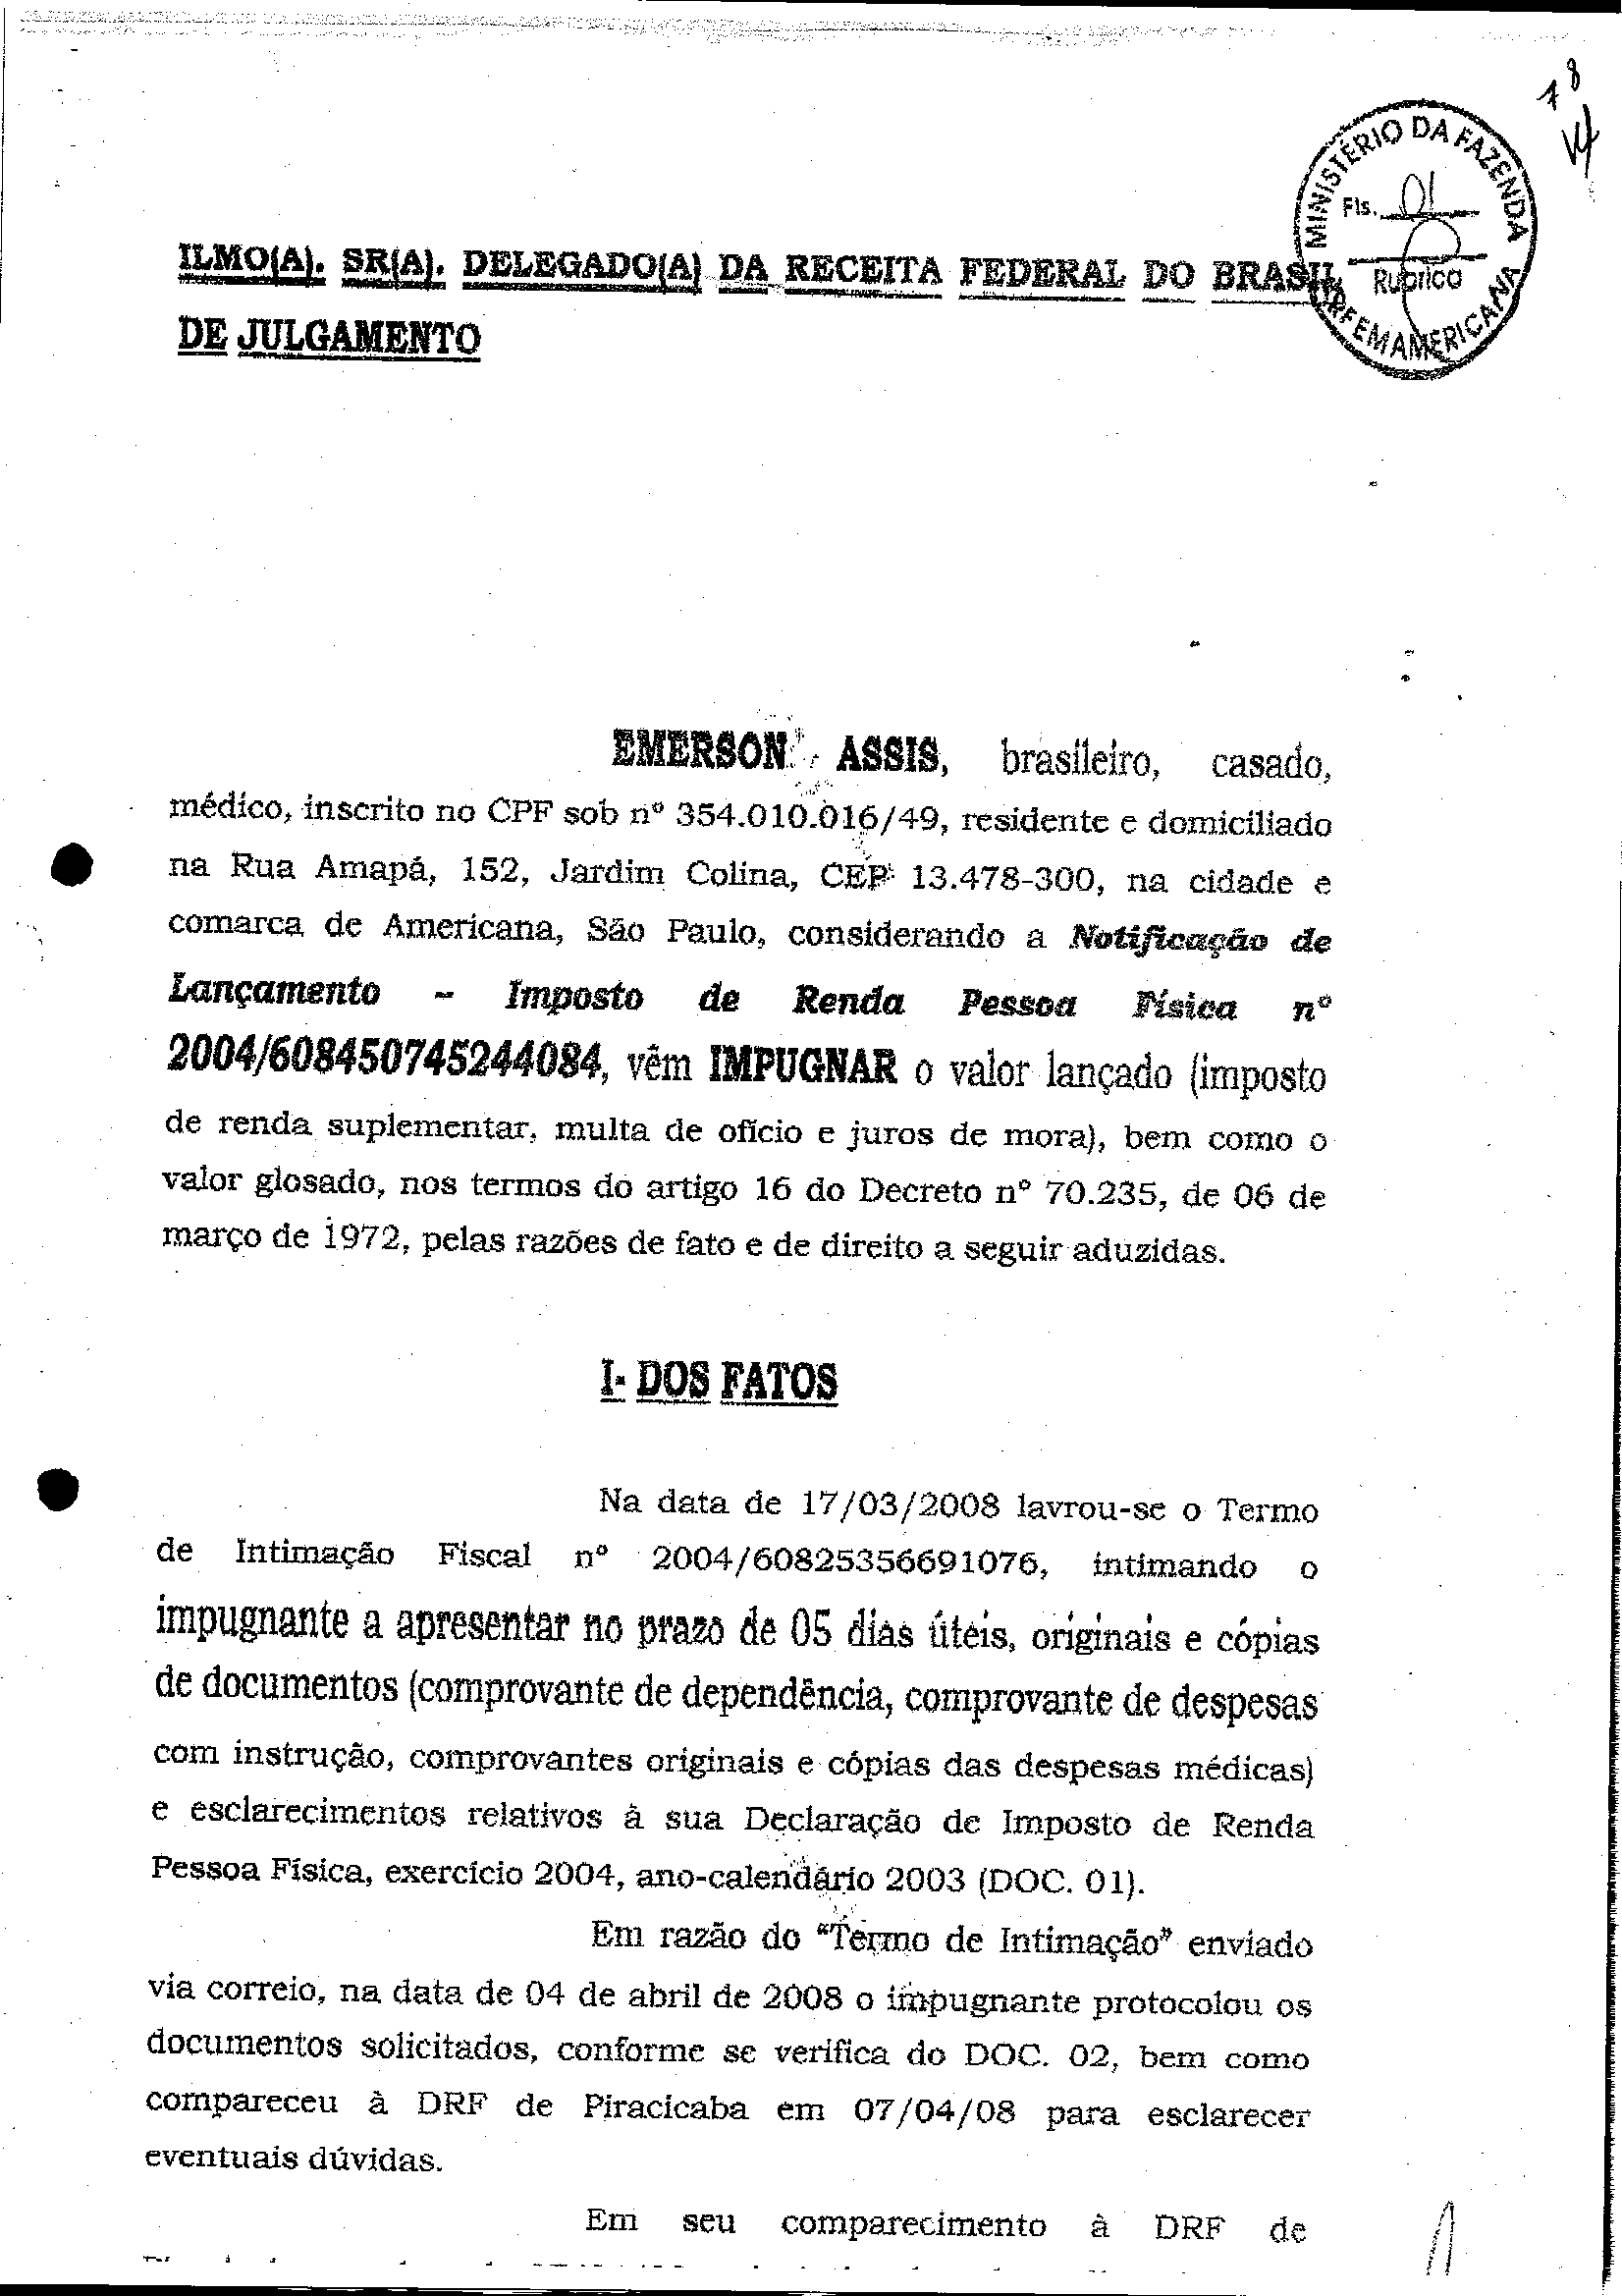 18
MINISTÉRIO DA FAZENDA
Fls. 01
Rubrica
ILMO(A). SR(A). DELEGADO(A) DA RECEITA FEDERAL DO BRASIL
DE JULGAMENTO
EMERSON ASSIS, brasileiro, casado,
médico, inscrito no CPF sob nº 354.010.016/49, residente e domiciliado
na Rua Amapá, 152, Jardim Colina, CEP 13.478-300, na cidade e
comarca de Americana, São Paulo, considerando a Notificação de
Lançamento – Imposto de Renda Pessoa Física nº
2004/608450745244084, vêm IMPUGNAR o valor lançado (imposto
de renda suplementar, multa de ofício e juros de mora), bem como o
valor glosado, nos termos do artigo 16 do Decreto nº 70.235, de 06 de
março de 1972, pelas razões de fato e de direito a seguir aduzidas.
I- DOS FATOS
Na data de 17/03/2008 lavrou-se o Termo
de Intimação Fiscal nº 2004/60825356691076, intimando o
impugnante a apresentar no prazo de 05 dias úteis, originais e cópias
de documentos (comprovante de dependência, comprovante de despesas
com instrução, comprovantes originais e cópias das despesas médicas)
e esclarecimentos relativos à sua Declaração de Imposto de Renda
Pessoa Física, exercício 2004, ano-calendário 2003 (DOC. 01).
Em razão do “Termo de Intimação” enviado
via correio, na data de 04 de abril de 2008 o impugnante protocolou os
documentos solicitados, conforme se verifica do DOC. 02, bem como
compareceu à DRF de Piracicaba em 07/04/08 para esclarecer
eventuais dúvidas.
Em seu comparecimento à DRF de